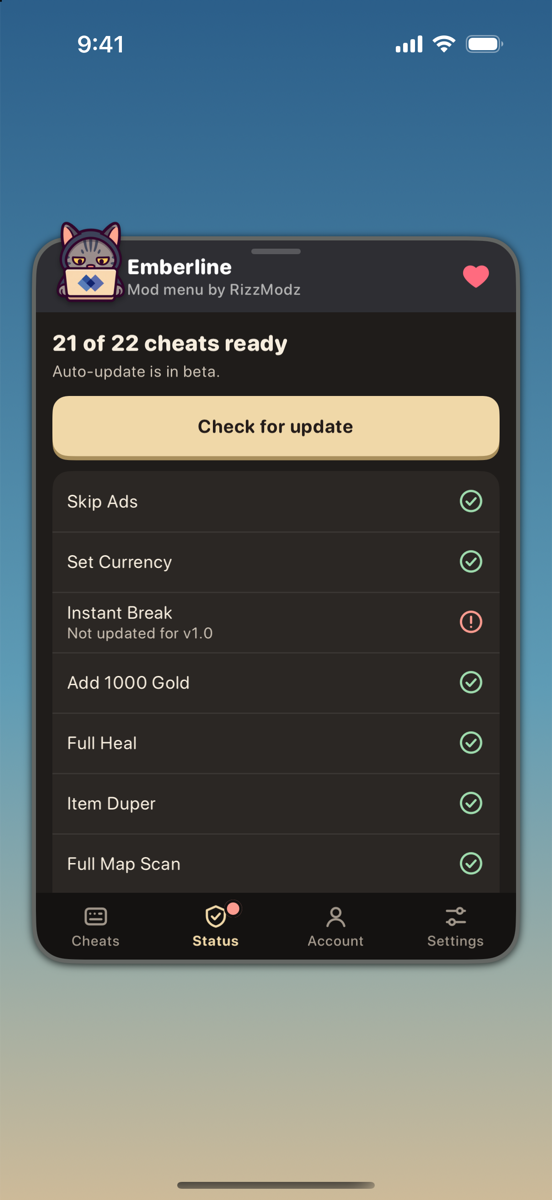 9:41
Emberline
Mod menu by RizzModz
21 of 22 cheats ready
Auto-update is in beta.
Check for update
Skip Ads
Set Currency
Instant Break
Not updated for v1.0
Add 1000 Gold
Full Heal
Item Duper
Full Map Scan
Cheats
Status
Account
Settings